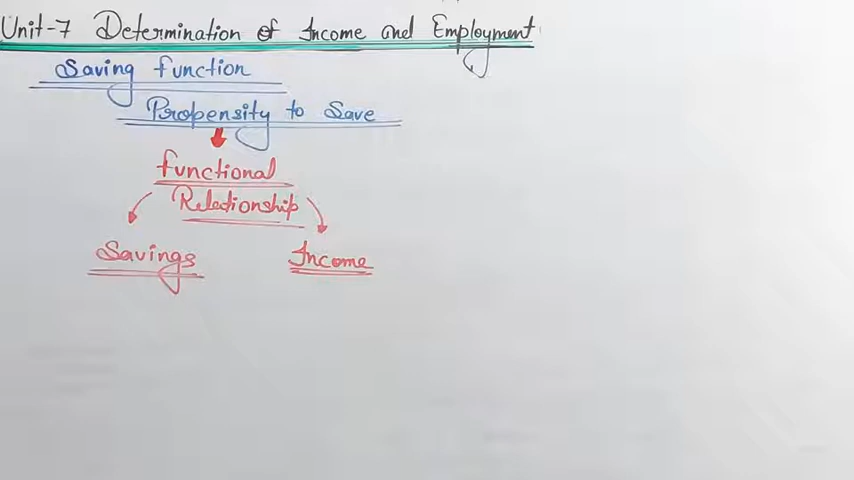 Unit-7 Determination of Income and Employment
Saving function
Propensity to Save
functional
Relationship
Savings
Income